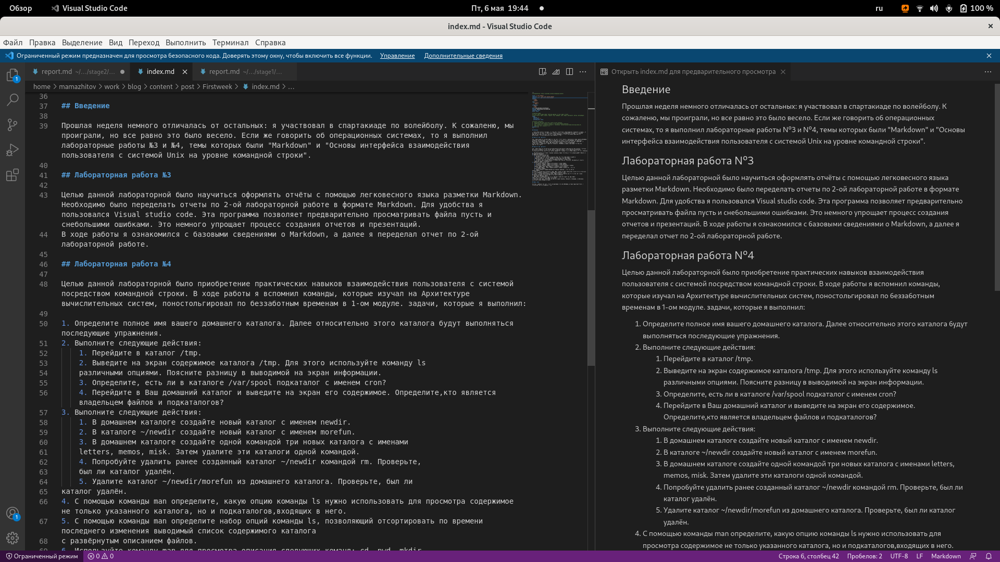 Обзор
Visual Studio Code
Пт, 6 мая 19:44
ru
100 %
index.md - Visual Studio Code
Файл Правка Выделение Вид Переход Выполнить Терминал Справка
Ограниченный режим предназначен для просмотра безопасного кода. Доверять этому окну, чтобы включить все функции. Управление Дополнительные сведения
1
report.md ~/.../stage2/...
index.md
report.md ~/.../stage1/...
home > mamazhitov > work > blog > content > post > Firstweek > index.md > ...
36
37 ## Введение
38
39 Прошлая неделя немного отличалась от остальных: я участвовал в спартакиаде по волейболу. К сожаленю, мы
проиграли, но все равно это было весело. Если же говорить об операционных системах, то я выполнил
лабораторные работы №3 и №4, темы которых были "Markdown" и "Основы интерфейса взаимодействия
пользователя с системой Unix на уровне командной строки".
40
41 ## Лабораторная работа №3
42
43 Целью данной лабораторной было научиться оформлять отчёты с помощью легковесного языка разметки Markdown.
Необходимо было переделать отчеты по 2-ой лабораторной работе в формате Markdown. Для удобства я
пользовался Visual studio code. Эта программа позволяет предварительно просматривать файла пусть и
снебольшими ошибками. Это немного упрощает процесс создания отчетов и презентаций.
44 В ходе работы я ознакомился с базовыми сведениями о Markdown, а далее я переделал отчет по 2-ой
лабораторной работе.
45
46 ## Лабораторная работа №4
47
48 Целью данной лабораторной было приобретение практических навыков взаимодействия пользователя с системой
посредством командной строки. В ходе работы я вспомнил команды, которые изучал на Архитектуре
вычислительных систем, поностольгировал по беззаботным временам в 1-ом модуле. задачи, которые я выполнил:
49
50 1. Определите полное имя вашего домашнего каталога. Далее относительно этого каталога будут выполняться
последующие упражнения.
51 2. Выполните следующие действия:
52 1. Перейдите в каталог /tmp.
53 2. Выведите на экран содержимое каталога /tmp. Для этого используйте команду ls
54 различными опциями. Поясните разницу в выводимой на экран информации.
55 3. Определите, есть ли в каталоге /var/spool подкаталог с именем cron?
56 4. Перейдите в Ваш домашний каталог и выведите на экран его содержимое. Определите,кто является
владельцем файлов и подкаталогов?
57 3. Выполните следующие действия:
58 1. В домашнем каталоге создайте новый каталог с именем newdir.
59 2. В каталоге ~/newdir создайте новый каталог с именем morefun.
60 3. В домашнем каталоге создайте одной командой три новых каталога с именами
61 letters, memos, misk. Затем удалите эти каталоги одной командой.
62 4. Попробуйте удалить ранее созданный каталог ~/newdir командой rm. Проверьте,
63 был ли каталог удалён.
64 5. Удалите каталог ~/newdir/morefun из домашнего каталога. Проверьте, был ли
65 каталог удалён.
66 4. С помощью команды man определите, какую опцию команды ls нужно использовать для просмотра содержимое
не только указанного каталога, но и подкаталогов,входящих в него.
67 5. С помощью команды man определите набор опций команды ls, позволяющий отсортировать по времени
последнего изменения выводимый список содержимого каталога
68 с развёрнутым описанием файлов.
69 6. Используйте команду man для просмотра описания следующих команд: cd, pwd, mkdir,
Открыть index.md для предварительного просмотра
Введение
Прошлая неделя немного отличалась от остальных: я участвовал в спартакиаде по волейболу. К
сожаленю, мы проиграли, но все равно это было весело. Если же говорить об операционных
системах, то я выполнил лабораторные работы №3 и №4, темы которых были "Markdown" и "Основы
интерфейса взаимодействия пользователя с системой Unix на уровне командной строки".
Лабораторная работа №3
Целью данной лабораторной было научиться оформлять отчёты с помощью легковесного языка
разметки Markdown. Необходимо было переделать отчеты по 2-ой лабораторной работе в формате
Markdown. Для удобства я пользовался Visual studio code. Эта программа позволяет предварительно
просматривать файла пусть и снебольшими ошибками. Это немного упрощает процесс создания
отчетов и презентаций. В ходе работы я ознакомился с базовыми сведениями о Markdown, а далее я
переделал отчет по 2-ой лабораторной работе.
Лабораторная работа №4
Целью данной лабораторной было приобретение практических навыков взаимодействия
пользователя с системой посредством командной строки. В ходе работы я вспомнил команды,
которые изучал на Архитектуре вычислительных систем, поностольгировал по беззаботным
временам в 1-ом модуле. задачи, которые я выполнил:
1. Определите полное имя вашего домашнего каталога. Далее относительно этого каталога будут
выполняться последующие упражнения.
2. Выполните следующие действия:
1. Перейдите в каталог /tmp.
2. Выведите на экран содержимое каталога /tmp. Для этого используйте команду ls
различными опциями. Поясните разницу в выводимой на экран информации.
3. Определите, есть ли в каталоге /var/spool подкаталог с именем cron?
4. Перейдите в Ваш домашний каталог и выведите на экран его содержимое.
Определите,кто является владельцем файлов и подкаталогов?
3. Выполните следующие действия:
1. В домашнем каталоге создайте новый каталог с именем newdir.
2. В каталоге ~/newdir создайте новый каталог с именем morefun.
3. В домашнем каталоге создайте одной командой три новых каталога с именами letters,
memos, misk. Затем удалите эти каталоги одной командой.
4. Попробуйте удалить ранее созданный каталог ~/newdir командой rm. Проверьте, был ли
каталог удалён.
5. Удалите каталог ~/newdir/morefun из домашнего каталога. Проверьте, был ли каталог
удалён.
4. С помощью команды man определите, какую опцию команды ls нужно использовать для
просмотра содержимое не только указанного каталога, но и подкаталогов,входящих в него.
1
Ограниченный режим
0 0
Строка 6, столбец 42 Пробелов: 2 UTF-8 LF Markdown